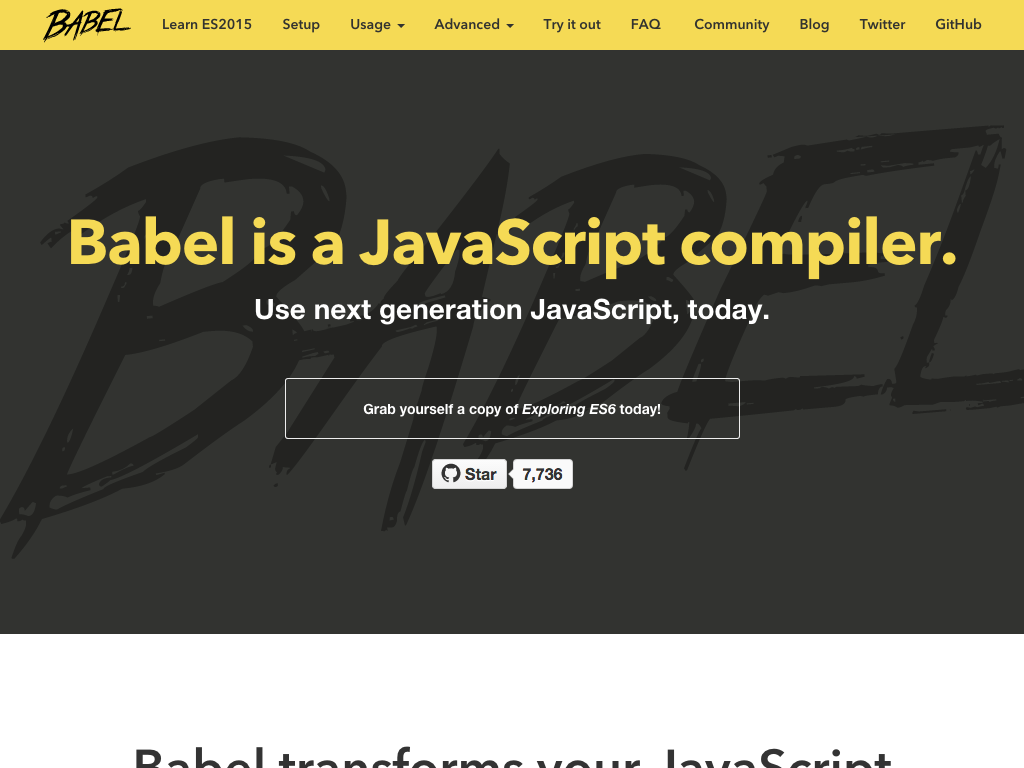 BABEL Learn ES2015 Setup Usage Advanced Try it out FAQ Community Blog Twitter GitHub
BABEL
Babel is a JavaScript compiler.
Use next generation JavaScript, today.
Grab yourself a copy of Exploring ES6 today!
Star 7,736
Babel transforms your JavaScript